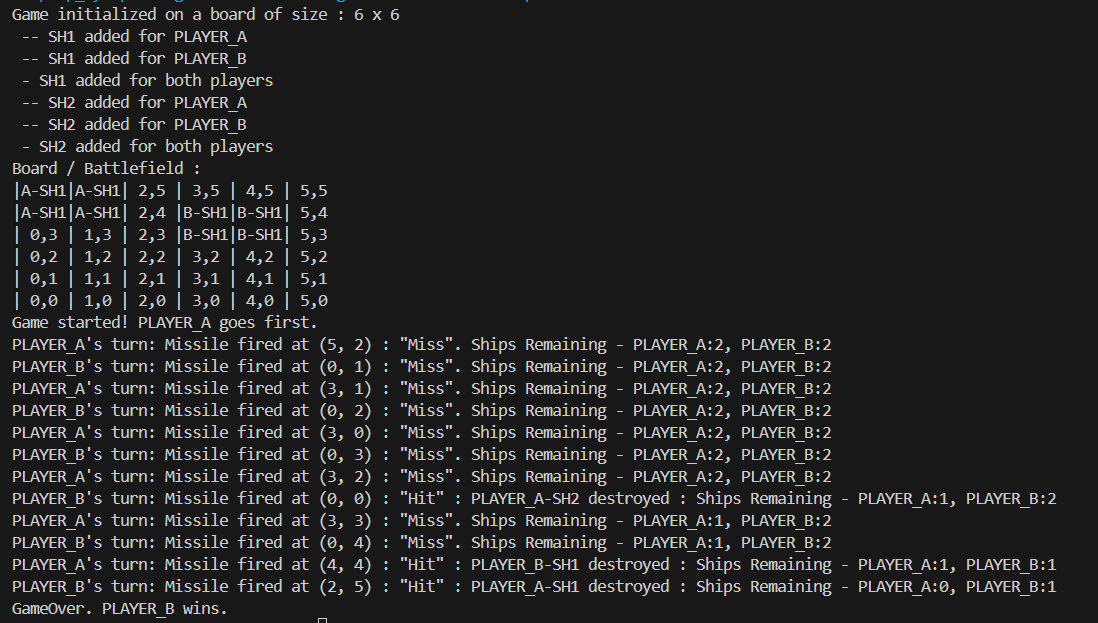 Game initialized on a board of size : 6 x 6
 -- SH1 added for PLAYER_A
 -- SH1 added for PLAYER_B
 - SH1 added for both players
 -- SH2 added for PLAYER_A
 -- SH2 added for PLAYER_B
 - SH2 added for both players
Board / Battlefield :
|A-SH1|A-SH1| 2,5 | 3,5 | 4,5 | 5,5
|A-SH1|A-SH1| 2,4 |B-SH1|B-SH1| 5,4
| 0,3 | 1,3 | 2,3 |B-SH1|B-SH1| 5,3
| 0,2 | 1,2 | 2,2 | 3,2 | 4,2 | 5,2
| 0,1 | 1,1 | 2,1 | 3,1 | 4,1 | 5,1
| 0,0 | 1,0 | 2,0 | 3,0 | 4,0 | 5,0
Game started! PLAYER_A goes first.
PLAYER_A's turn: Missile fired at (5, 2) : "Miss". Ships Remaining - PLAYER_A:2, PLAYER_B:2
PLAYER_B's turn: Missile fired at (0, 1) : "Miss". Ships Remaining - PLAYER_A:2, PLAYER_B:2
PLAYER_A's turn: Missile fired at (3, 1) : "Miss". Ships Remaining - PLAYER_A:2, PLAYER_B:2
PLAYER_B's turn: Missile fired at (0, 2) : "Miss". Ships Remaining - PLAYER_A:2, PLAYER_B:2
PLAYER_A's turn: Missile fired at (3, 0) : "Miss". Ships Remaining - PLAYER_A:2, PLAYER_B:2
PLAYER_B's turn: Missile fired at (0, 3) : "Miss". Ships Remaining - PLAYER_A:2, PLAYER_B:2
PLAYER_A's turn: Missile fired at (3, 2) : "Miss". Ships Remaining - PLAYER_A:2, PLAYER_B:2
PLAYER_B's turn: Missile fired at (0, 0) : "Hit" : PLAYER_A-SH2 destroyed : Ships Remaining - PLAYER_A:1, PLAYER_B:2
PLAYER_A's turn: Missile fired at (3, 3) : "Miss". Ships Remaining - PLAYER_A:1, PLAYER_B:2
PLAYER_B's turn: Missile fired at (0, 4) : "Miss". Ships Remaining - PLAYER_A:1, PLAYER_B:2
PLAYER_A's turn: Missile fired at (4, 4) : "Hit" : PLAYER_B-SH1 destroyed : Ships Remaining - PLAYER_A:1, PLAYER_B:1
PLAYER_B's turn: Missile fired at (2, 5) : "Hit" : PLAYER_A-SH1 destroyed : Ships Remaining - PLAYER_A:0, PLAYER_B:1
GameOver. PLAYER_B wins.